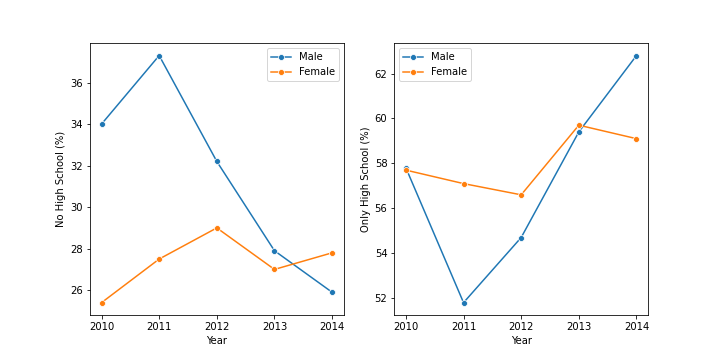 No High School (%)
36
34
32
30
28
26
2010 2011 2012 2013 2014
Year
Male
Female
Only High School (%)
62
60
58
56
54
52
2010 2011 2012 2013 2014
Year
Male
Female